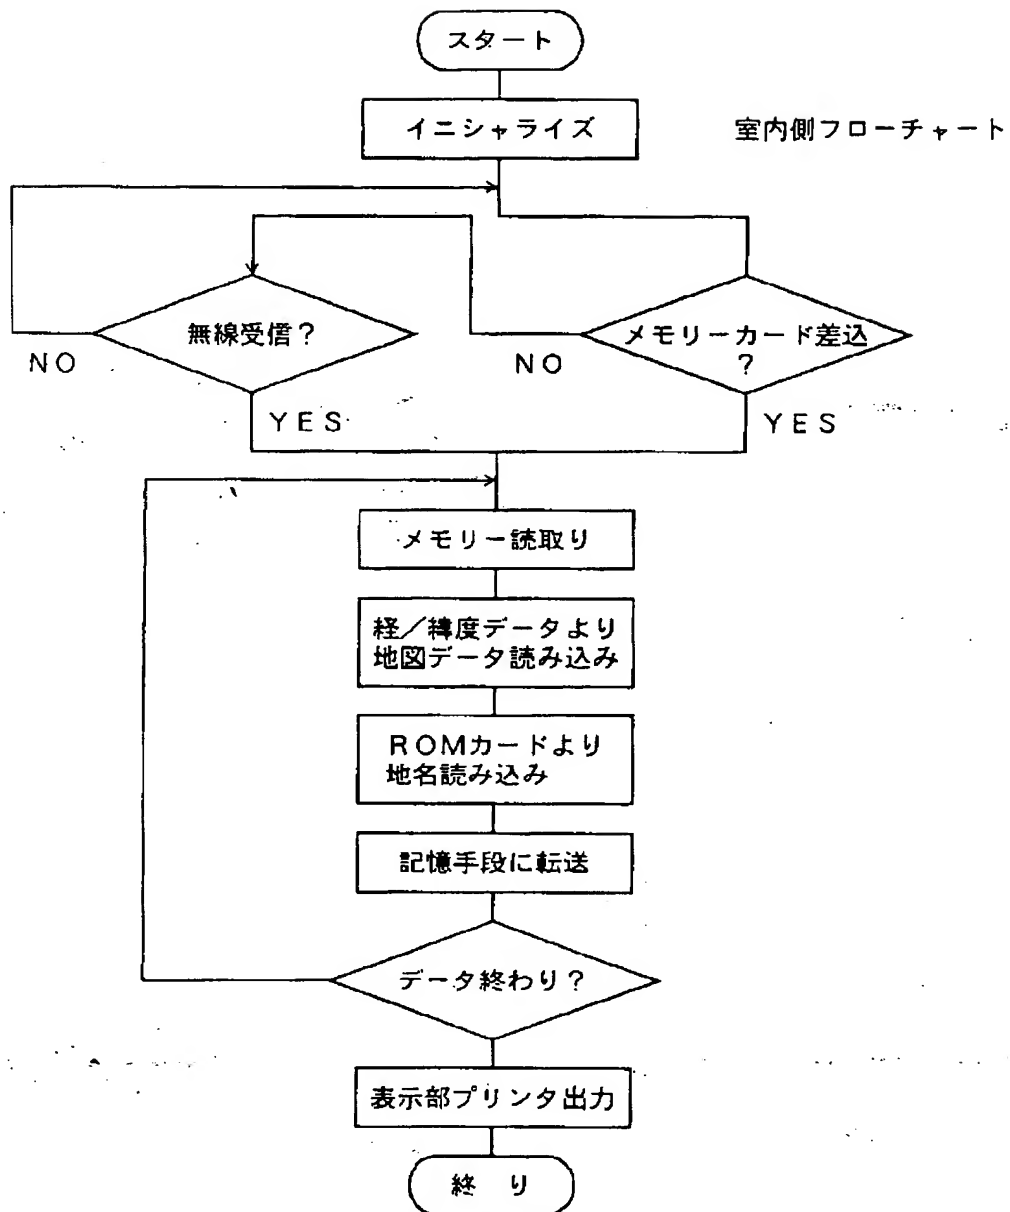 スタート
イニシャライズ
室内側フローチャート
無線受信？
メモリーカード差込
？
NO
NO
YES
YES
メモリー読取り
経／緯度データより
地図データ読み込み
ROMカードより
地名読み込み
記憶手段に転送
データ終わり？
表示部プリンタ出力
終り